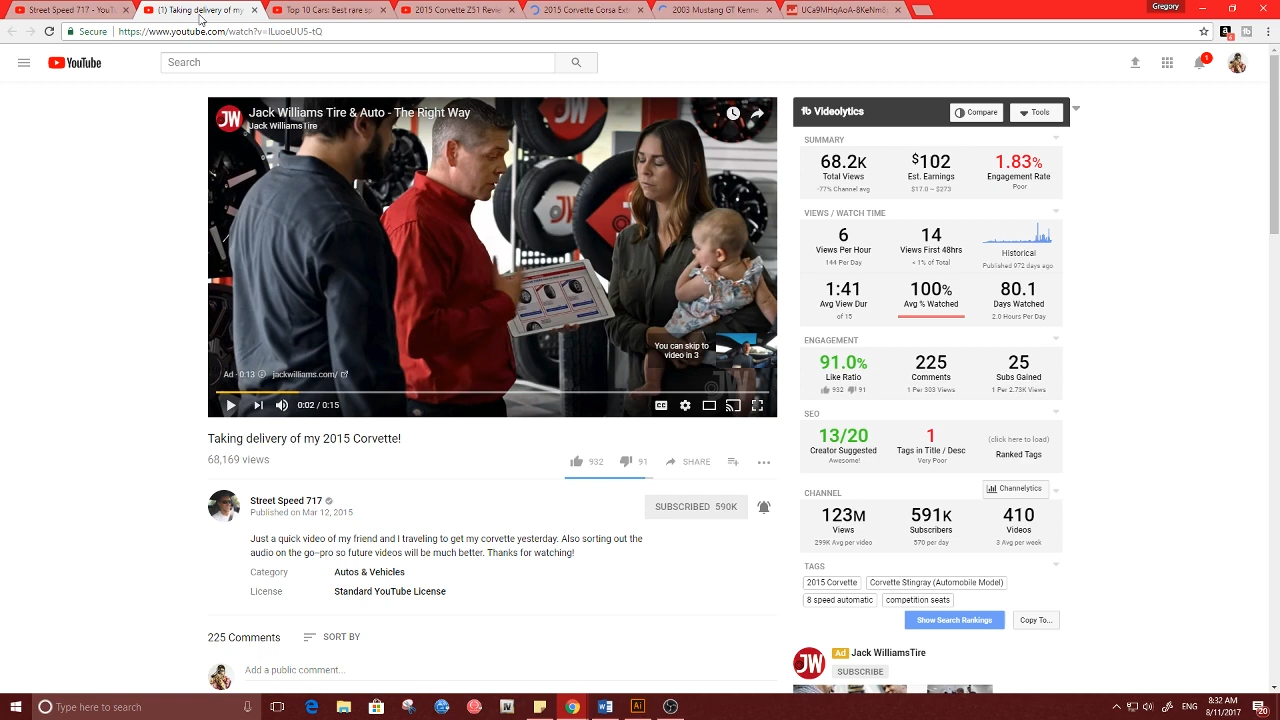 Street Speed 717 - YouT
(1) Taking delivery of my
Top 10 Cars: Best rare sp
2015 Corvette Z51 Revie
2015 Corvette Corsa Exh
2003 Mustang GT Kenne
UCa9MHqAoA-8KNm8
Gregory
Secure
https://www.youtube.com/watch?v=ILuoeUU5-tQ
YouTube
Search
1
Jack Williams Tire & Auto - The Right Way
Jack WilliamsTire
JW
You can skip to
video in 3
Ad · 0:13
jackwilliams.com/
0:02 / 0:15
CC
Taking delivery of my 2015 Corvette!
68,169 views
932
91
SHARE
Street Speed 717
Published on Mar 12, 2015
SUBSCRIBED 590K
Just a quick video of my friend and I traveling to get my corvette yesterday. Also sorting out the
audio on the go-pro so future videos will be much better. Thanks for watching!
Category Autos & Vehicles
License Standard YouTube License
225 Comments
SORT BY
Add a public comment...
Videolytics
Compare
Tools
SUMMARY
68.2K $102 1.83%
Total Views Est. Earnings Engagement Rate
-77% Channel avg $17.0 – $273 Poor
VIEWS / WATCH TIME
6 14
Views Per Hour Views First 48hrs Historical
144 Per Day < 1% of Total Published 972 days ago
1:41 100% 80.1
Avg View Dur Avg % Watched Days Watched
of 15 2.0 Hours Per Day
ENGAGEMENT
91.0% 225 25
Like Ratio Comments Subs Gained
932 91 1 Per 303 Views 1 Per 2.73K Views
SEO
13/20 1 (click here to load)
Creator Suggested Tags in Title / Desc Ranked Tags
Awesome! Very Poor
CHANNEL
Channelytics
123M 591K 410
Views Subscribers Videos
299K Avg per video 570 per day 3 Avg per week
TAGS
2015 Corvette Corvette Stingray (Automobile Model)
8 speed automatic competition seats
Show Search Rankings Copy To...
JW
Ad Jack WilliamsTire
SUBSCRIBE
Type here to search
ENG
8:32 AM
8/11/2017
20